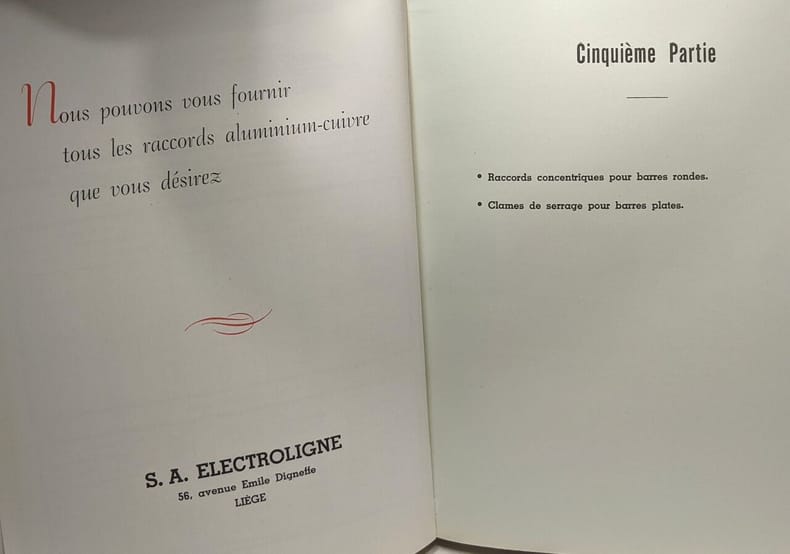 Nous pouvons vous fournir
tous les raccords aluminium-cuivre
que vous désirez
S. A. ELECTROLIGNE
56, avenue Emile Digneffe
LIÈGE
Cinquième Partie
• Raccords concentriques pour barres rondes.
• Clames de serrage pour barres plates.